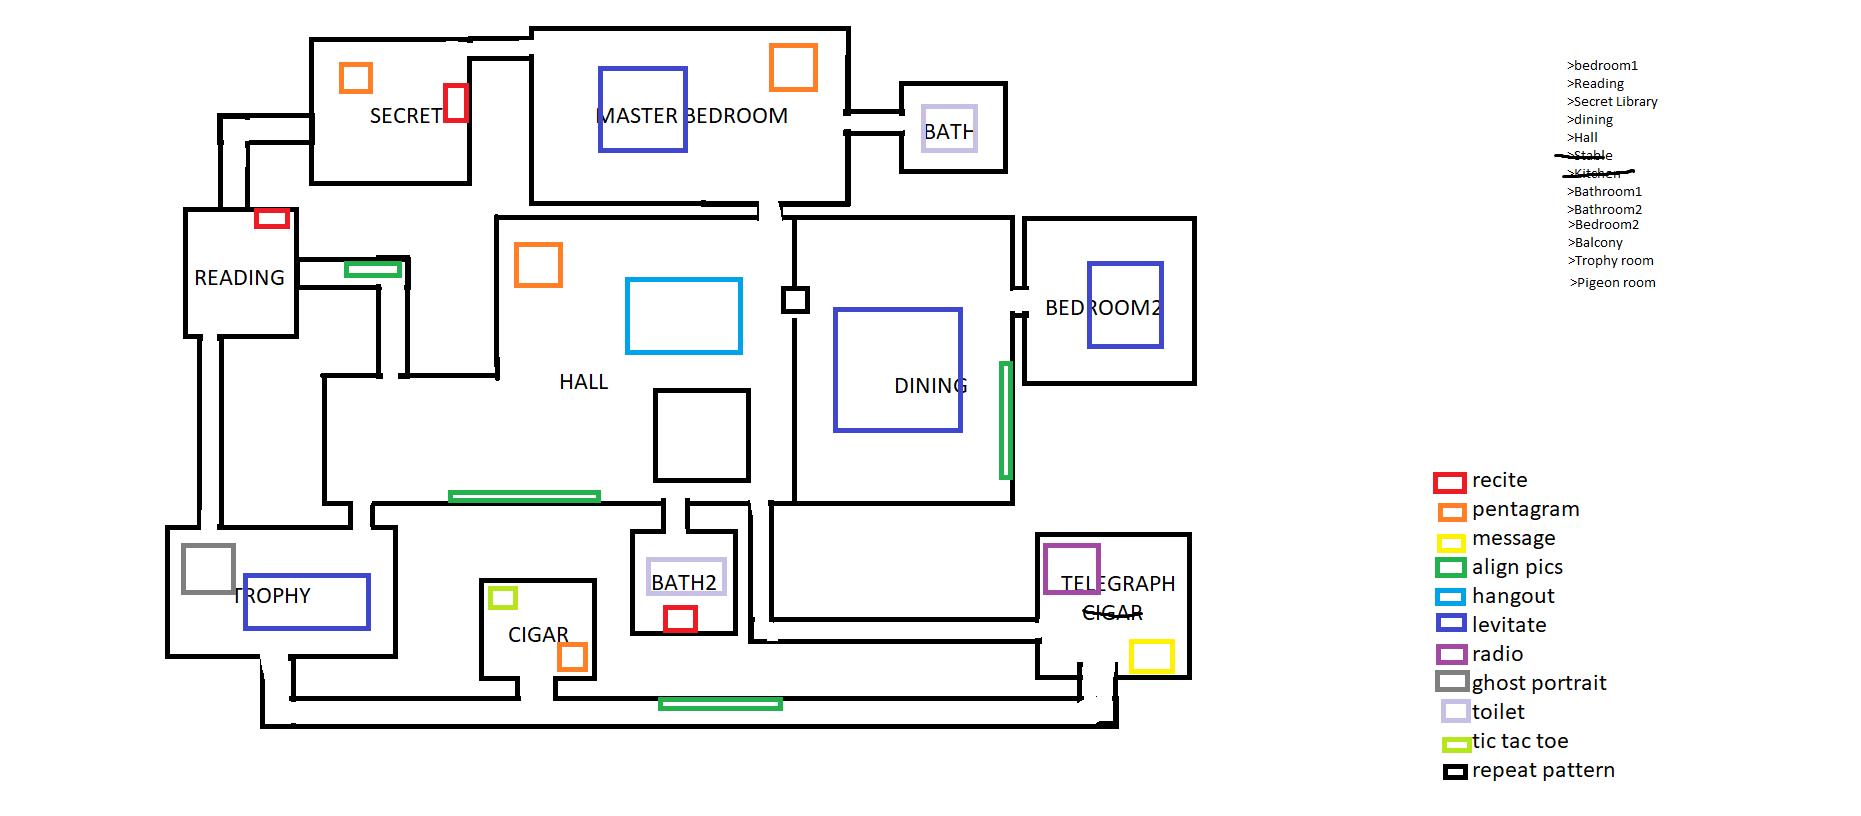 SECRET
MASTER BEDROOM
BATH
READING
HALL
DINING
BEDROOM2
TROPHY
CIGAR
BATH2
TELEGRAPH
CIGAR
>bedroom1
>Reading
>Secret Library
>dining
>Hall
>Stable
>Kitchen
>Bathroom1
>Bathroom2
>Bedroom2
>Balcony
>Trophy room
>Pigeon room
recite
pentagram
message
align pics
hangout
levitate
radio
ghost portrait
toilet
tic tac toe
repeat pattern